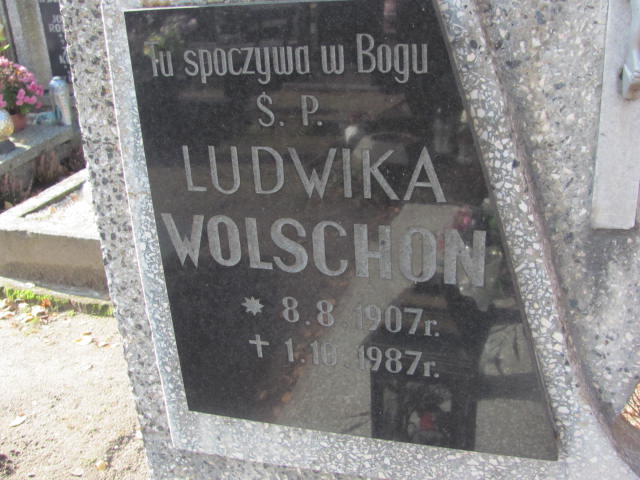 Tu spoczywa w Bogu
Ś. P.
LUDWIKA
WOLSCHON
* 8.8.1907r.
+ 1.10.1987r.